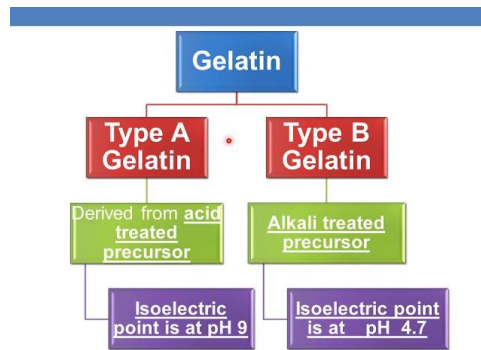 Gelatin
Type A
Gelatin
Type B
Gelatin
Derived from acid
treated
precursor
Alkali treated
precursor
Isoelectric
point is at pH 9
Isoelectric point
is at pH 4.7